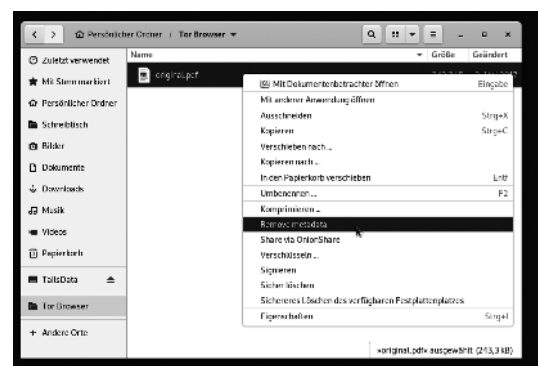 Persönlicher Ordner / Tor Browser
Name Größe Geändert
Zuletzt verwendet
Mit Stern markiert
Persönlicher Ordner
Schreibtisch
Bilder
Dokumente
Downloads
Musik
Videos
Papierkorb
TailsData
Tor Browser
+ Andere Orte
original.pdf
Mit Dokumentenbetrachter öffnen Eingabe
Mit anderer Anwendung öffnen
Ausschneiden Strg+X
Kopieren Strg+C
Verschieben nach ...
Kopieren nach ...
In den Papierkorb verschieben Entf
Umbenennen ... F2
Komprimieren ...
Remove metadata
Share via OnionShare
Verschlüsseln ...
Signieren
Sicher löschen
Sichereres Löschen des verfügbaren Festplattenplatzes
Eigenschaften Strg+I
»original.pdf« ausgewählt (243,3 kB)